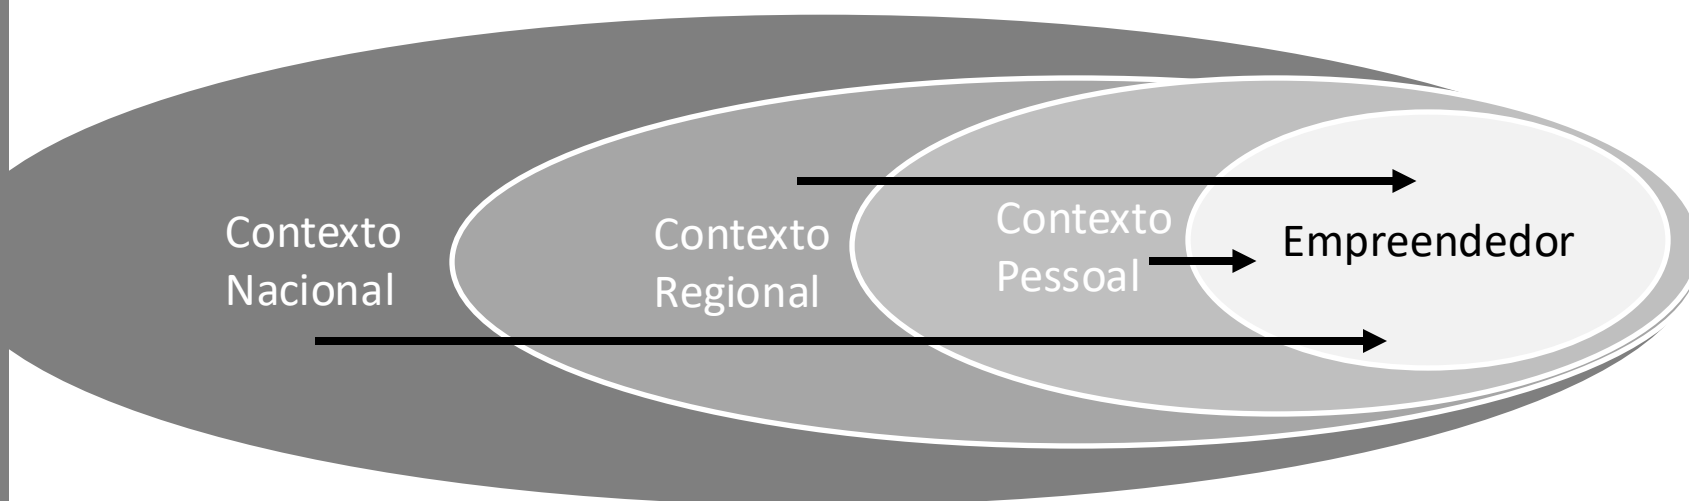 Contexto
Nacional
Contexto
Regional
Contexto
Pessoal
Empreendedor